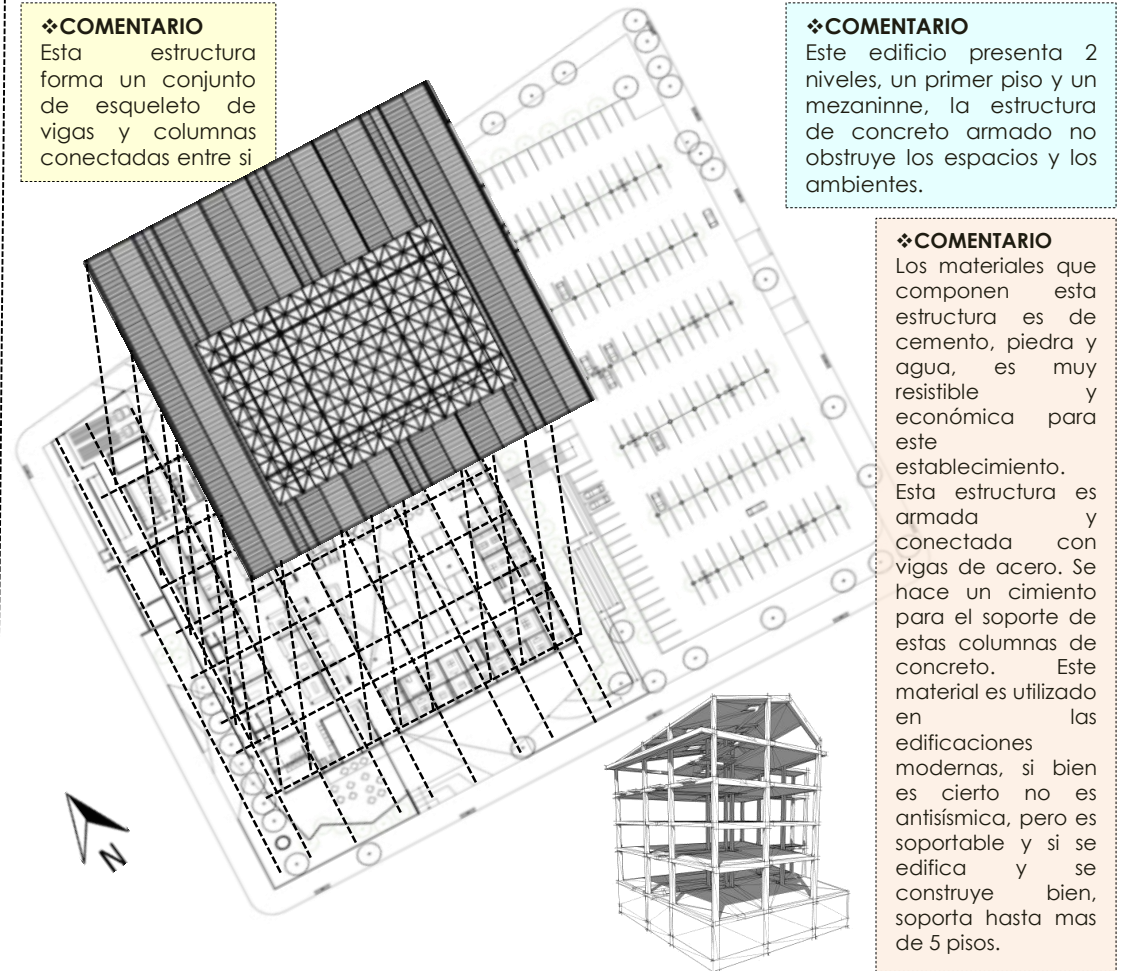 ❖COMENTARIO
Esta estructura
forma un conjunto
de esqueleto de
vigas y columnas
conectadas entre si
❖COMENTARIO
Este edificio presenta 2
niveles, un primer piso y un
mezaninne, la estructura
de concreto armado no
obstruye los espacios y los
ambientes.
❖COMENTARIO
Los materiales que
componen esta
estructura es de
cemento, piedra y
agua, es muy
resistible y
económica para
este
establecimiento.
Esta estructura es
armada y
conectada con
vigas de acero. Se
hace un cimiento
para el soporte de
estas columnas de
concreto. Este
material es utilizado
en las
edificaciones
modernas, si bien
es cierto no es
antisísmica, pero es
soportable y si se
edifica y se
construye bien,
soporta hasta mas
de 5 pisos.
N